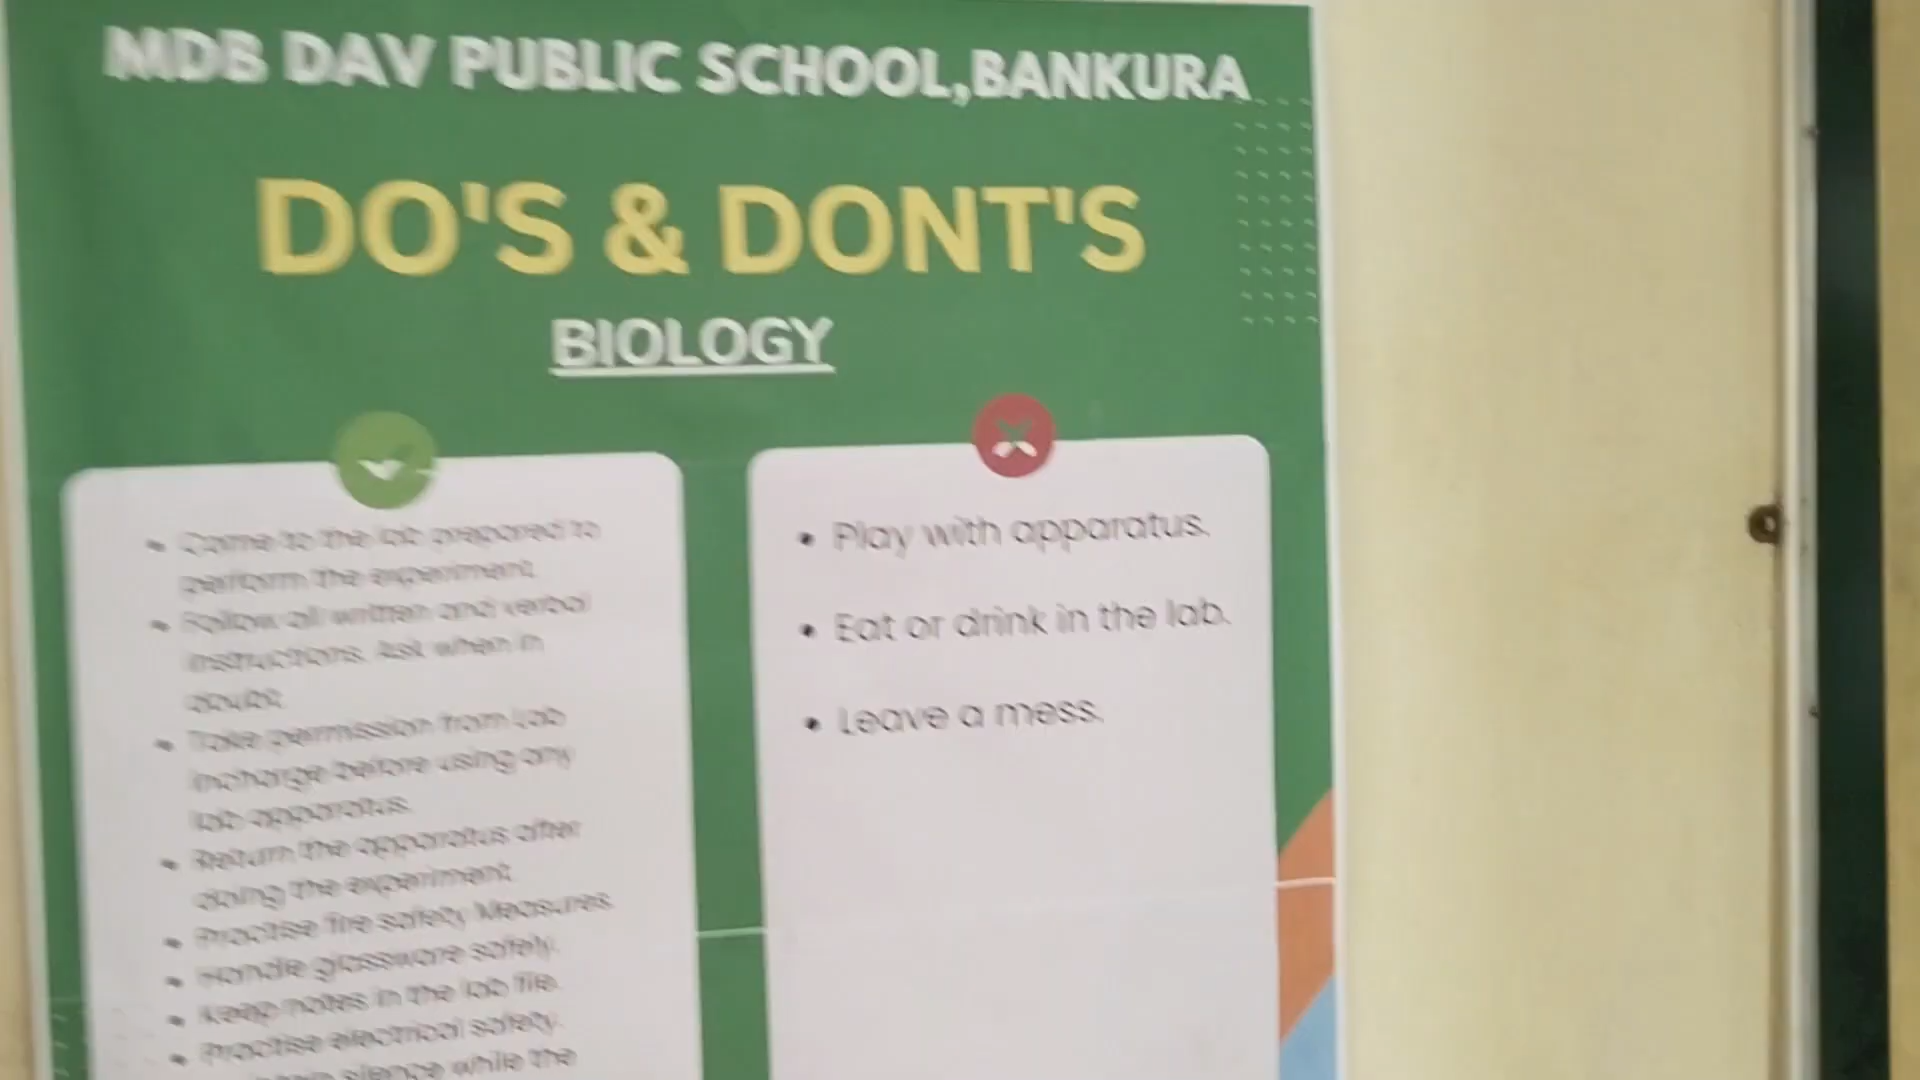 MDB DAV PUBLIC SCHOOL,BANKURA
DO'S & DONT'S
BIOLOGY
• Come to the lab prepared to
perform the experiment.
• Follow all written and verbal
instructions. Ask when in
doubt.
• Take permission from Lab
incharge before using any
lab apparatus.
• Return the apparatus after
doing the experiment
• Practise fire safety Measures.
• Handle glassware safely.
• Keep notes in the lab file.
• Practise electrical safety.
silence while the
• Play with apparatus.
• Eat or drink in the lab.
• Leave a mess.